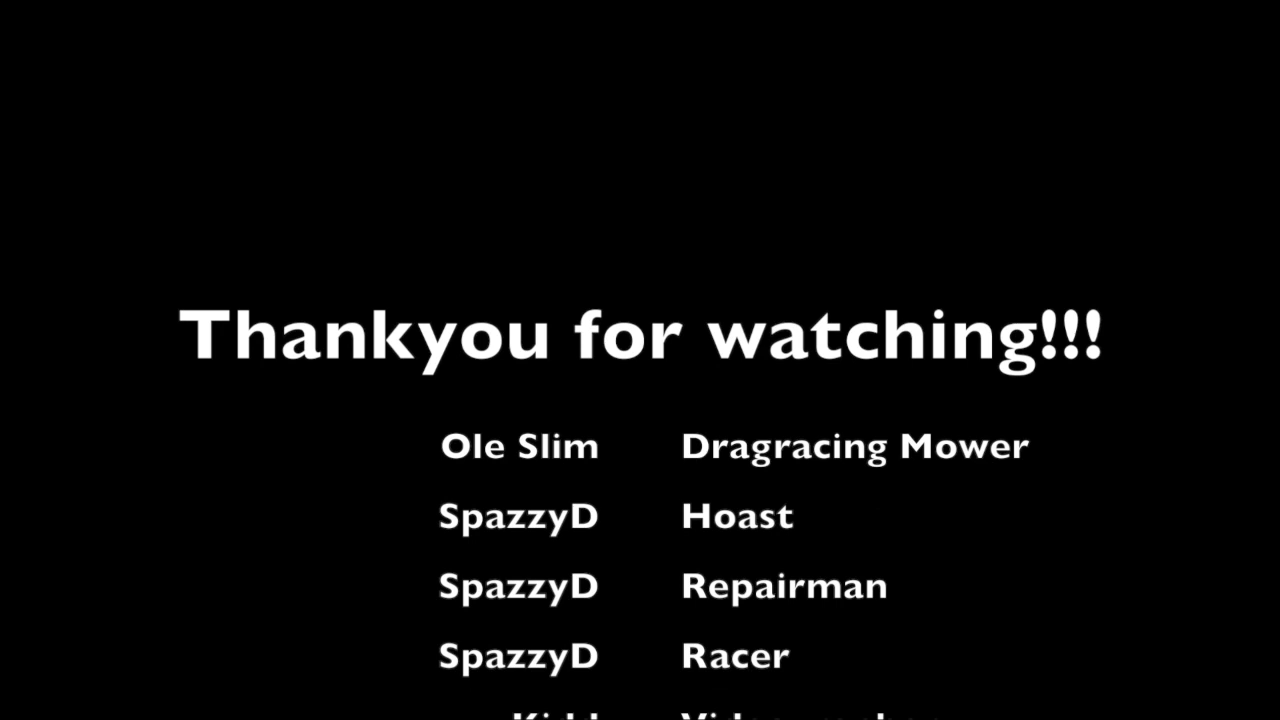 Thankyou for watching!!!
Ole Slim Dragracing Mower
SpazzyD Hoast
SpazzyD Repairman
SpazzyD Racer